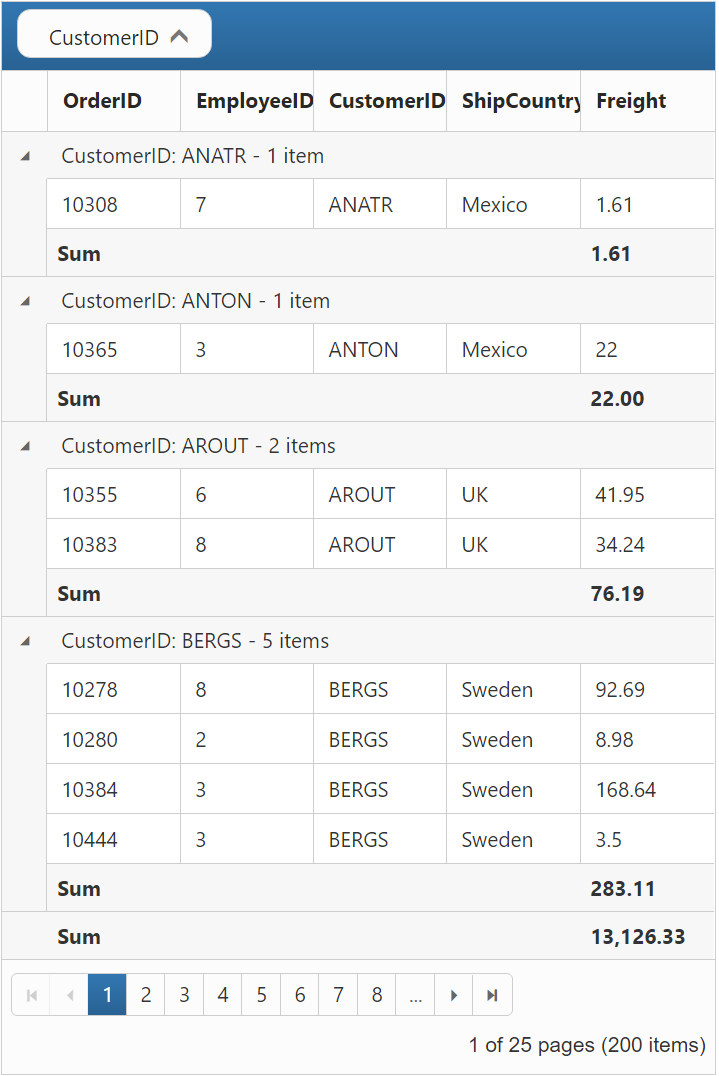 CustomerID
OrderID EmployeeID CustomerID ShipCountry Freight
CustomerID: ANATR - 1 item
10308 7 ANATR Mexico 1.61
Sum 1.61
CustomerID: ANTON - 1 item
10365 3 ANTON Mexico 22
Sum 22.00
CustomerID: AROUT - 2 items
10355 6 AROUT UK 41.95
10383 8 AROUT UK 34.24
Sum 76.19
CustomerID: BERGS - 5 items
10278 8 BERGS Sweden 92.69
10280 2 BERGS Sweden 8.98
10384 3 BERGS Sweden 168.64
10444 3 BERGS Sweden 3.5
Sum 283.11
Sum 13,126.33
1 2 3 4 5 6 7 8 ...
1 of 25 pages (200 items)